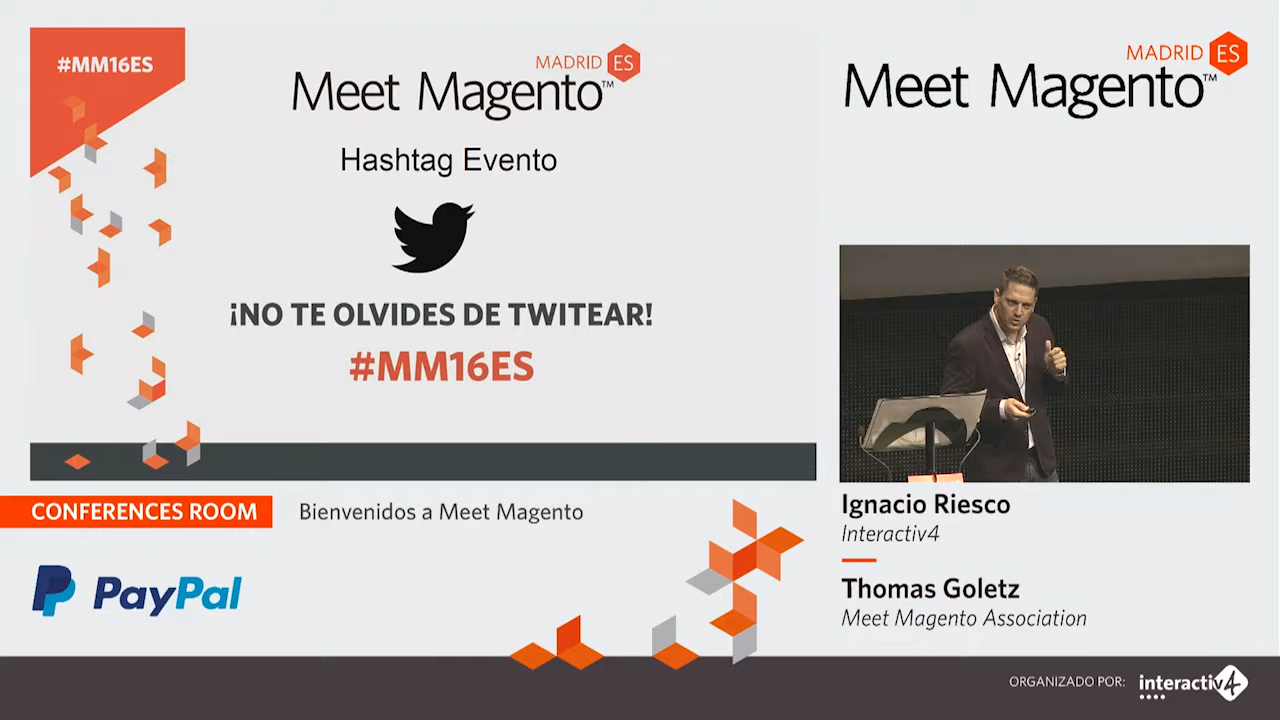 #MM16ES
MADRID ES
Meet Magento™
Hashtag Evento
¡NO TE OLVIDES DE TWITEAR!
#MM16ES
MADRID ES
Meet Magento™
CONFERENCES ROOM
Bienvenidos a Meet Magento
PayPal
Ignacio Riesco
Interactiv4
Thomas Goletz
Meet Magento Association
ORGANIZADO POR:
interactiv4